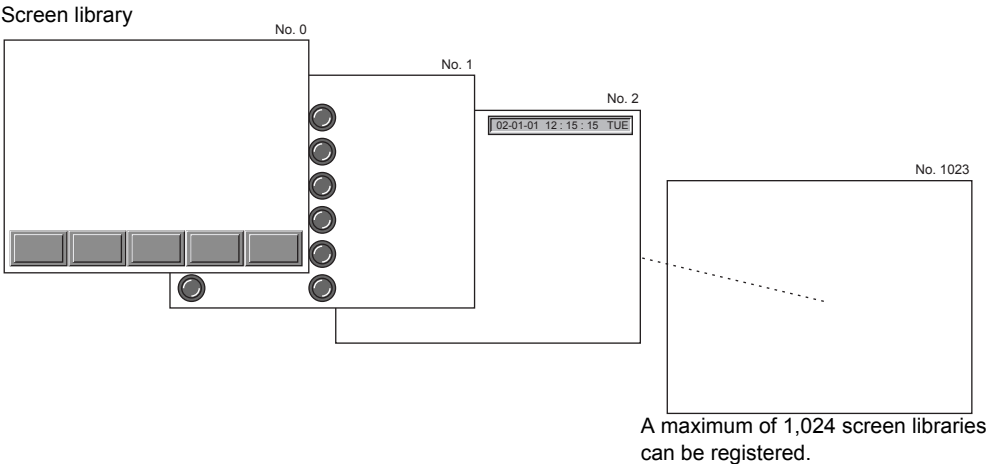 Screen library
No. 0
No. 1
No. 2
02-01-01 12 : 15 : 15 TUE
No. 1023
A maximum of 1,024 screen libraries
can be registered.